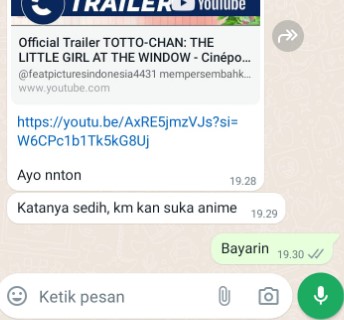 TRAILER YouTube
Official Trailer TOTTO-CHAN: THE
LITTLE GIRL AT THE WINDOW - Cinépo...
@featpicturesindonesia4431 mempersembahk...
www.youtube.com
https://youtu.be/AxRE5jmzVJs?si=
W6CPc1b1Tk5kG8Uj
Ayo nnton
19.28
Katanya sedih, km kan suka anime 19.29
Bayarin 19.30
Ketik pesan